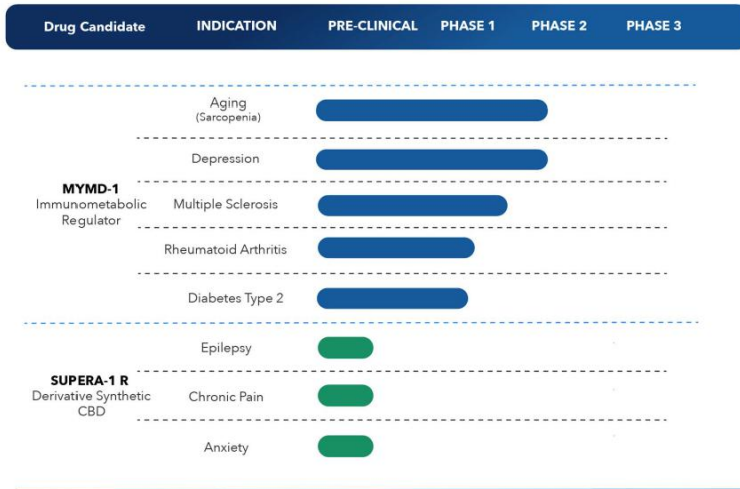 Drug Candidate INDICATION PRE-CLINICAL PHASE 1 PHASE 2 PHASE 3
Aging
(Sarcopenia)
Depression
MYMD-1
Immunometabolic
Regulator
Multiple Sclerosis
Rheumatoid Arthritis
Diabetes Type 2
Epilepsy
SUPERA-1 R
Derivative Synthetic
CBD
Chronic Pain
Anxiety